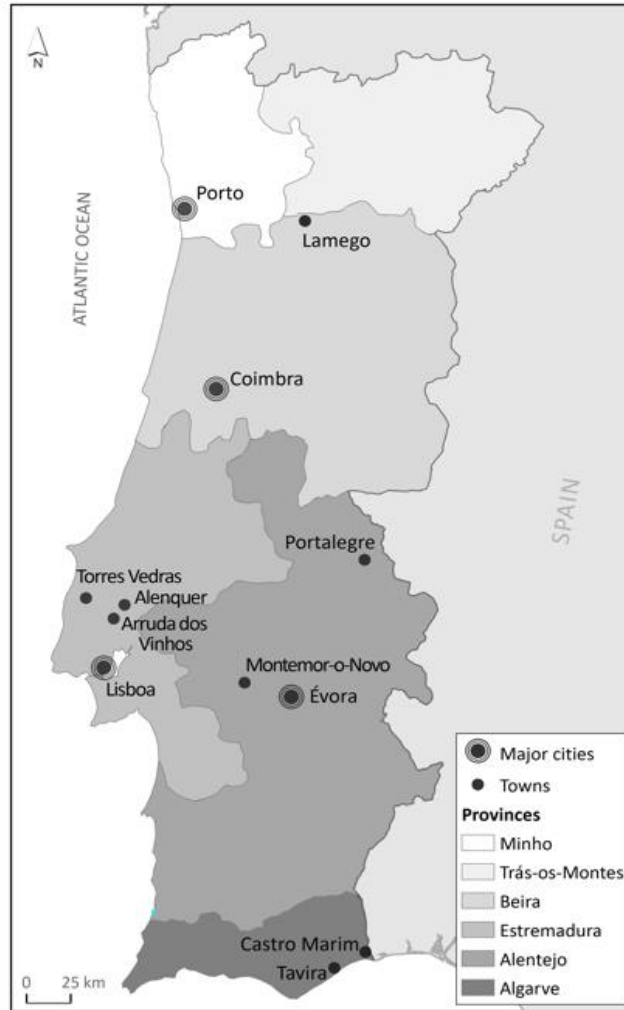 N
ATLANTIC OCEAN
Porto
Lamego
Coimbra
SPAIN
Portalegre
Torres Vedras
Alenquer
Arruda dos
Vinhos
Lisboa
Montemor-o-Novo
Évora
Castro Marim
Tavira
0 25 km
Major cities
Towns
Provinces
Minho
Trás-os-Montes
Beira
Estremadura
Alentejo
Algarve